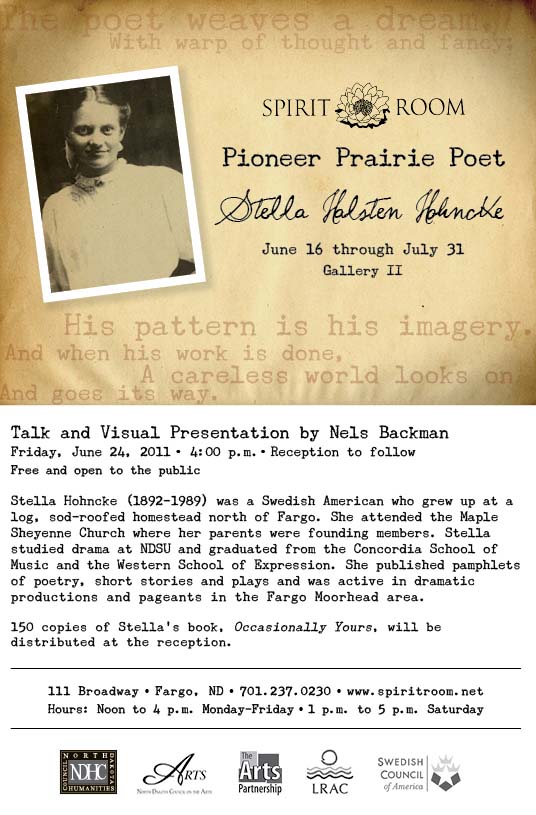 The poet weaves a dream,
With warp of thought and fancy;
SPIRIT ROOM
Pioneer Prairie Poet
Stella Halsten Hohncke
June 16 through July 31
Gallery II
His pattern is his imagery.
And when his work is done,
A careless world looks on
And goes its way.
Talk and Visual Presentation by Nels Backman
Friday, June 24, 2011 • 4:00 p.m. • Reception to follow
Free and open to the public
Stella Hohncke (1892-1989) was a Swedish American who grew up at a
log, sod-roofed homestead north of Fargo. She attended the Maple
Sheyenne Church where her parents were founding members. Stella
studied drama at NDSU and graduated from the Concordia School of
Music and the Western School of Expression. She published pamphlets
of poetry, short stories and plays and was active in dramatic
productions and pageants in the Fargo Moorhead area.
150 copies of Stella's book, Occasionally Yours, will be
distributed at the reception.
111 Broadway • Fargo, ND • 701.237.0230 • www.spiritroom.net
Hours: Noon to 4 p.m. Monday-Friday • 1 p.m. to 5 p.m. Saturday
NORTH DAKOTA HUMANITIES COUNCIL
NDHC
ARTS
NORTH DAKOTA COUNCIL ON THE ARTS
The Arts
Partnership
LRAC
SWEDISH
COUNCIL
of America